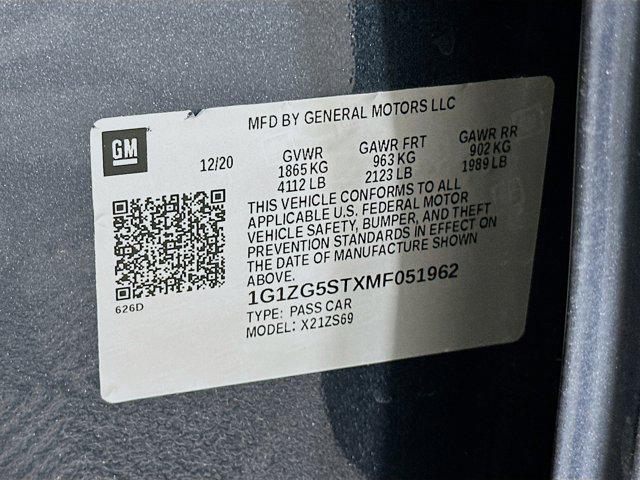 MFD BY GENERAL MOTORS LLC
GM
12/20
GVWR GAWR FRT GAWR RR
1865 KG 963 KG 902 KG
4112 LB 2123 LB 1989 LB
THIS VEHICLE CONFORMS TO ALL
APPLICABLE U.S. FEDERAL MOTOR
VEHICLE SAFETY, BUMPER, AND THEFT
PREVENTION STANDARDS IN EFFECT ON
THE DATE OF MANUFACTURE SHOWN
ABOVE.
1G1ZG5STXMF051962
TYPE: PASS CAR
MODEL: X21ZS69
626D